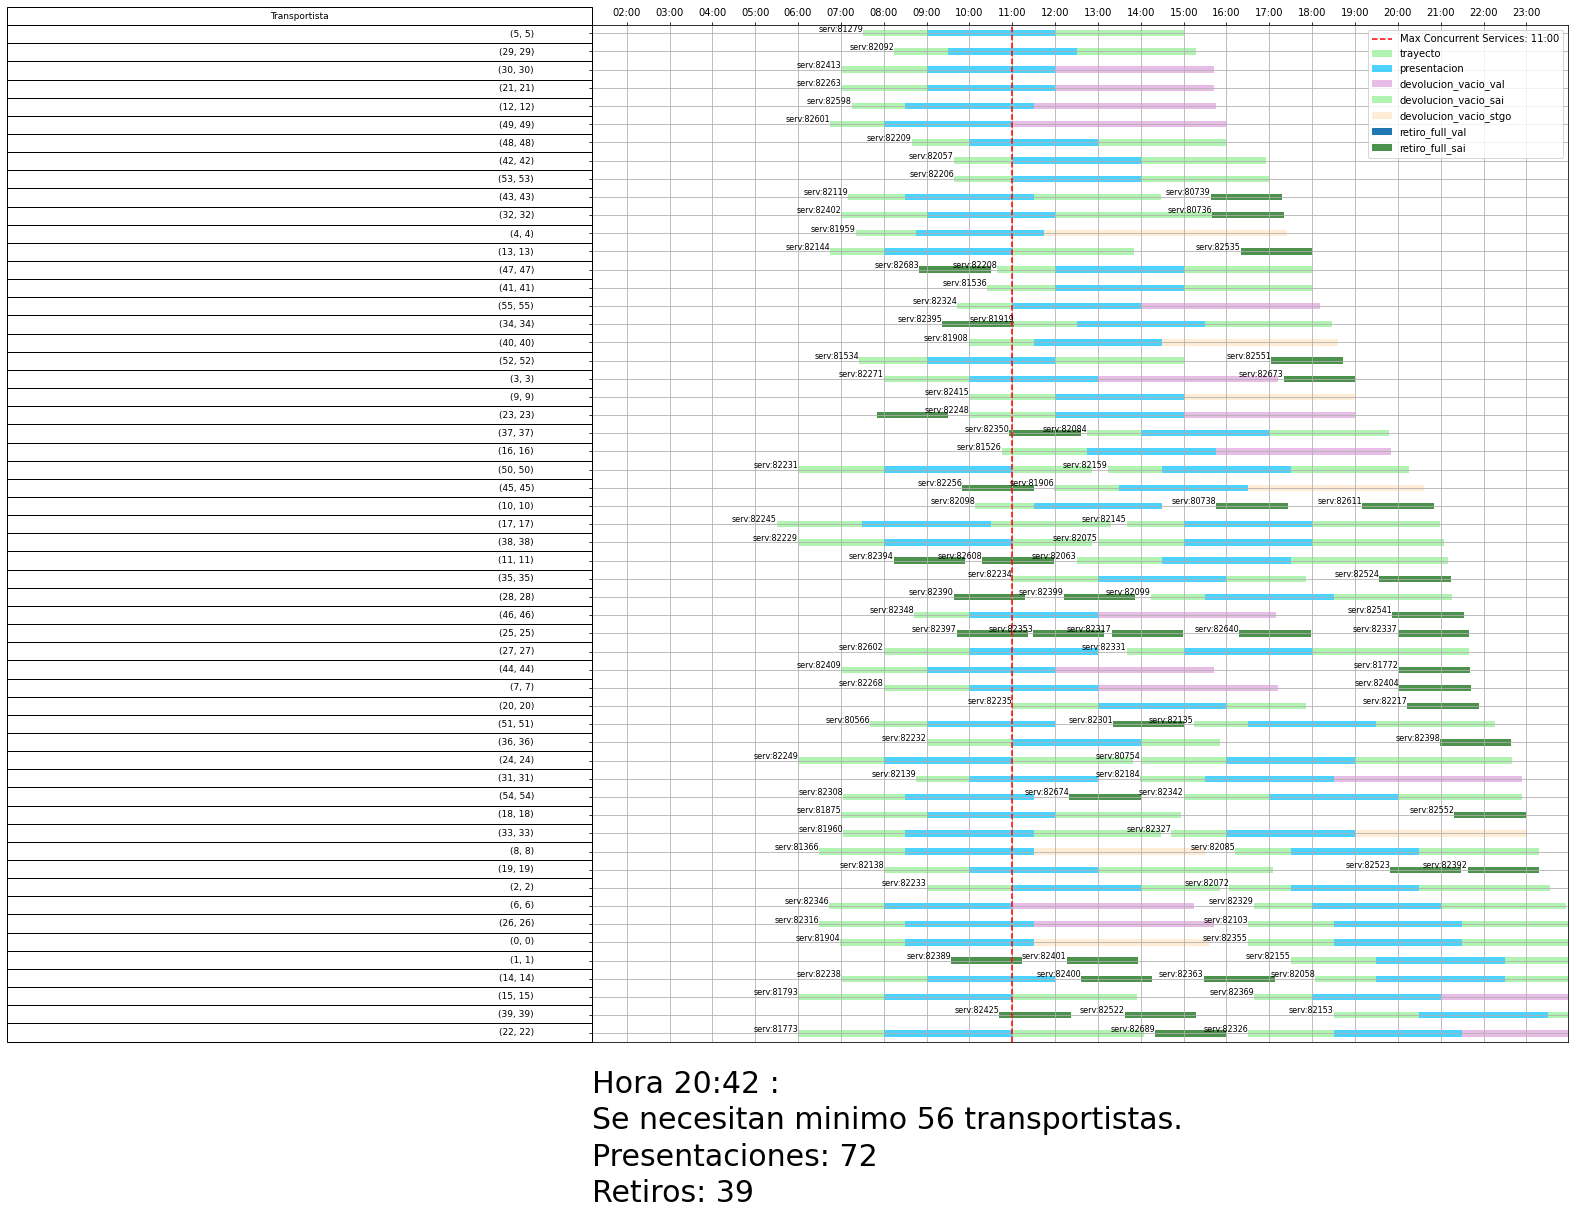 Transportista
02:00 03:00 04:00 05:00 06:00 07:00 08:00 09:00 10:00 11:00 12:00 13:00 14:00 15:00 16:00 17:00 18:00 19:00 20:00 21:00 22:00 23:00
Max Concurrent Services: 11:00
trayecto
presentacion
devolucion_vacio_val
devolucion_vacio_sai
devolucion_vacio_stgo
retiro_full_val
retiro_full_sai
(5, 5) serv:81279
(29, 29) serv:82092
(30, 30) serv:82413
(21, 21) serv:82263
(12, 12) serv:82598
(49, 49) serv:82601
(48, 48) serv:82209
(42, 42) serv:82057
(53, 53) serv:82206
(43, 43) serv:82119 serv:80739
(32, 32) serv:82402 serv:80736
(4, 4) serv:81959
(13, 13) serv:82144 serv:82535
(47, 47) serv:82683 serv:82208
(41, 41) serv:81536
(55, 55) serv:82324
(34, 34) serv:82395 serv:81919
(40, 40) serv:81908
(52, 52) serv:81534 serv:82551
(3, 3) serv:82271 serv:82673
(9, 9) serv:82415
(23, 23) serv:82248
(37, 37) serv:82350 serv:82084
(16, 16) serv:81526
(50, 50) serv:82231 serv:82159
(45, 45) serv:82256 serv:81906
(10, 10) serv:82098 serv:80738 serv:82611
(17, 17) serv:82245 serv:82145
(38, 38) serv:82229 serv:82075
(11, 11) serv:82394 serv:82608 serv:82063
(35, 35) serv:82234 serv:82524
(28, 28) serv:82390 serv:82399 serv:82099
(46, 46) serv:82348 serv:82541
(25, 25) serv:82397 serv:82353 serv:82317 serv:82640 serv:82337
(27, 27) serv:82602 serv:82331
(44, 44) serv:82409 serv:81772
(7, 7) serv:82268 serv:82404
(20, 20) serv:82235 serv:82217
(51, 51) serv:80566 serv:82301 serv:82135
(36, 36) serv:82232 serv:82398
(24, 24) serv:82249 serv:80754
(31, 31) serv:82139 serv:82184
(54, 54) serv:82308 serv:82674 serv:82342
(18, 18) serv:81875 serv:82552
(33, 33) serv:81960 serv:82327
(8, 8) serv:81366 serv:82085
(19, 19) serv:82138 serv:82523 serv:82392
(2, 2) serv:82233 serv:82072
(6, 6) serv:82346 serv:82329
(26, 26) serv:82316 serv:82103
(0, 0) serv:81904 serv:82355
(1, 1) serv:82389 serv:82401 serv:82155
(14, 14) serv:82238 serv:82400 serv:82363 serv:82058
(15, 15) serv:81793 serv:82369
(39, 39) serv:82425 serv:82522 serv:82153
(22, 22) serv:81773 serv:82689 serv:82326
Hora 20:42 :
Se necesitan minimo 56 transportistas.
Presentaciones: 72
Retiros: 39